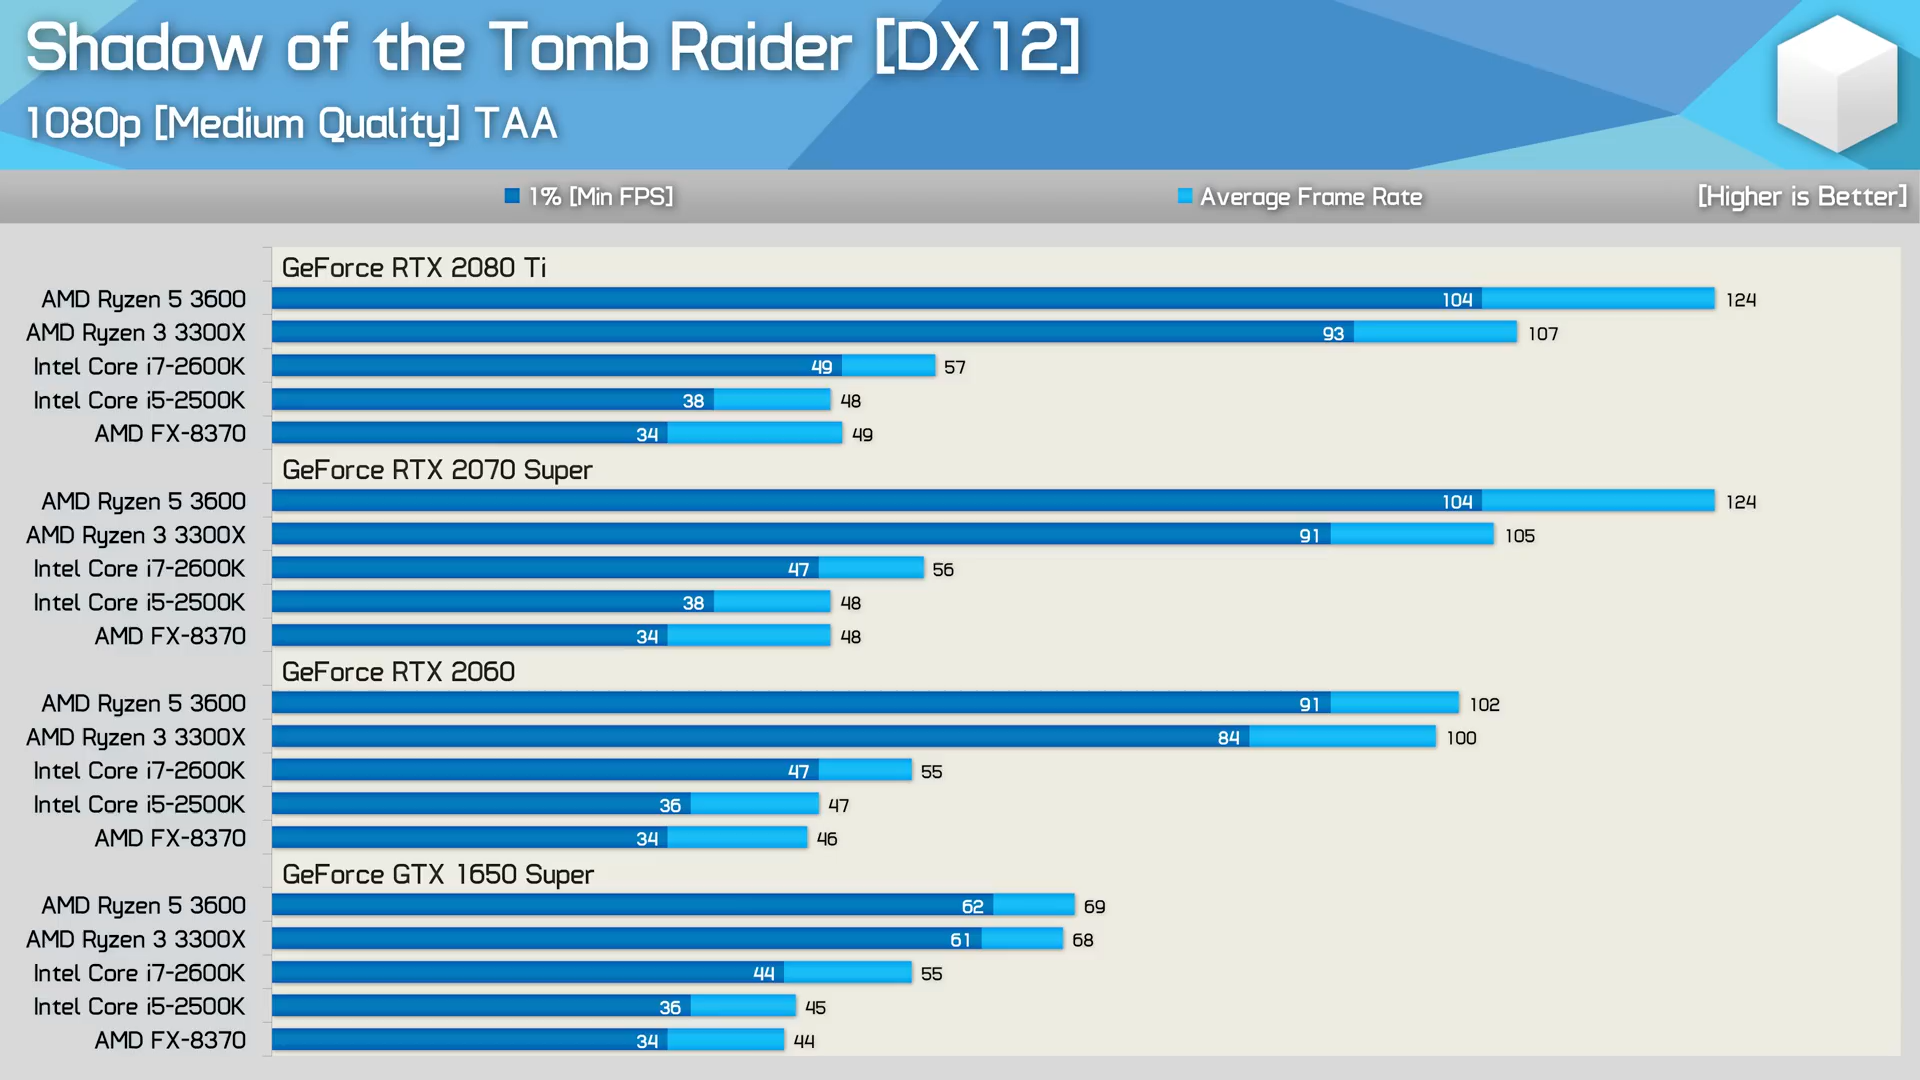 Shadow of the Tomb Raider [DX12]
1080p [Medium Quality] TAA
1% [Min FPS] Average Frame Rate [Higher is Better]
GeForce RTX 2080 Ti
AMD Ryzen 5 3600 104 124
AMD Ryzen 3 3300X 93 107
Intel Core i7-2600K 49 57
Intel Core i5-2500K 38 48
AMD FX-8370 34 49
GeForce RTX 2070 Super
AMD Ryzen 5 3600 104 124
AMD Ryzen 3 3300X 91 105
Intel Core i7-2600K 47 56
Intel Core i5-2500K 38 48
AMD FX-8370 34 48
GeForce RTX 2060
AMD Ryzen 5 3600 91 102
AMD Ryzen 3 3300X 84 100
Intel Core i7-2600K 47 55
Intel Core i5-2500K 36 47
AMD FX-8370 34 46
GeForce GTX 1650 Super
AMD Ryzen 5 3600 62 69
AMD Ryzen 3 3300X 61 68
Intel Core i7-2600K 44 55
Intel Core i5-2500K 36 45
AMD FX-8370 34 44